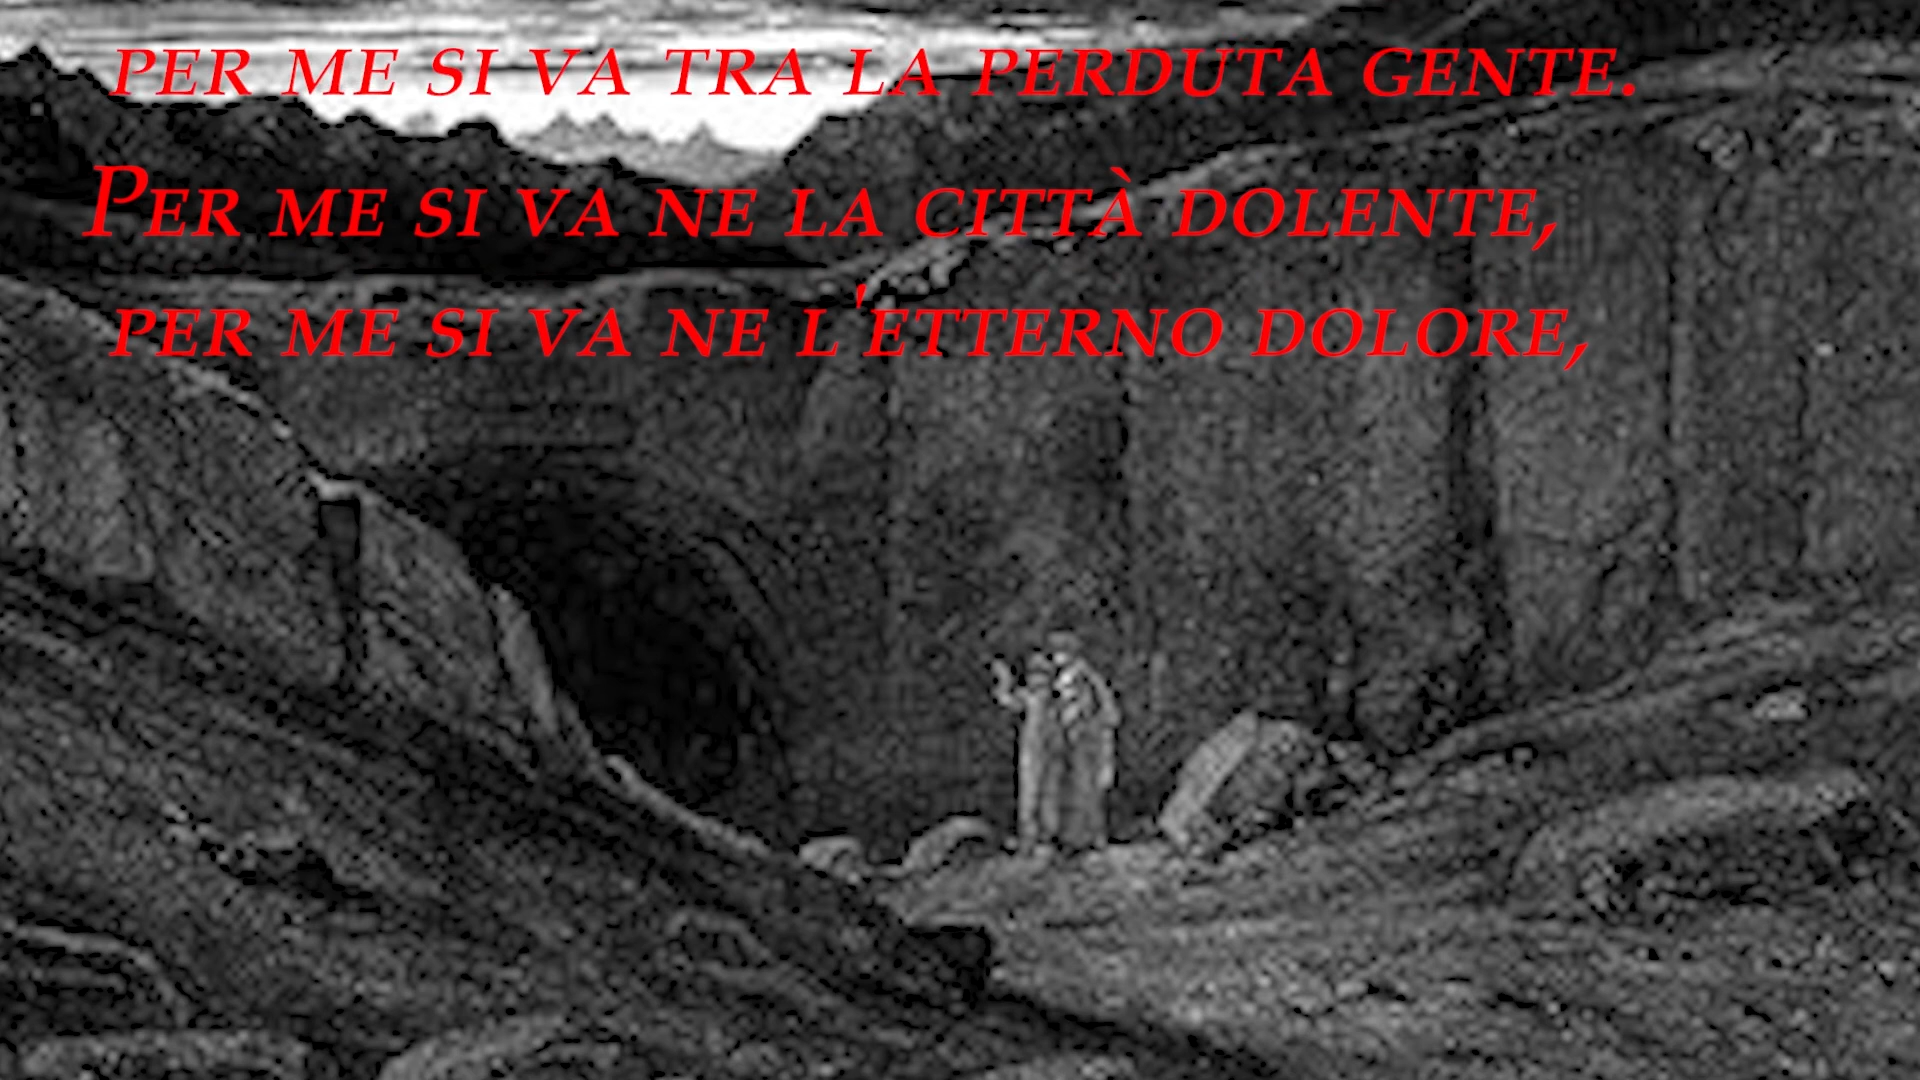 PER ME SI VA TRA LA PERDUTA GENTE.
PER ME SI VA NE LA CITTÀ DOLENTE,
PER ME SI VA NE L'ETTERNO DOLORE,